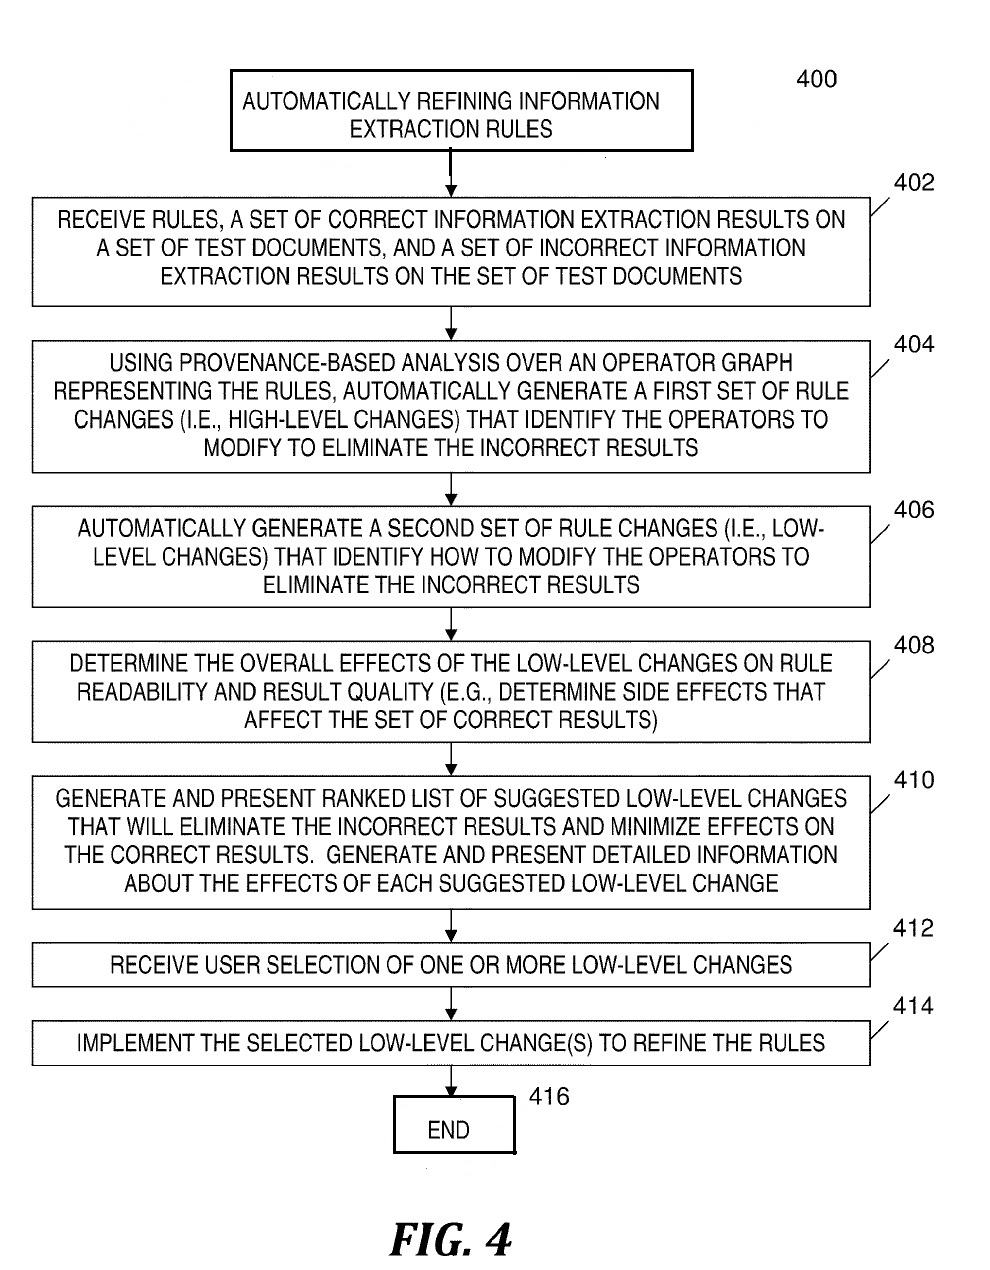 400
AUTOMATICALLY REFINING INFORMATION
EXTRACTION RULES
402
RECEIVE RULES, A SET OF CORRECT INFORMATION EXTRACTION RESULTS ON
A SET OF TEST DOCUMENTS, AND A SET OF INCORRECT INFORMATION
EXTRACTION RESULTS ON THE SET OF TEST DOCUMENTS
404
USING PROVENANCE-BASED ANALYSIS OVER AN OPERATOR GRAPH
REPRESENTING THE RULES, AUTOMATICALLY GENERATE A FIRST SET OF RULE
CHANGES (I.E., HIGH-LEVEL CHANGES) THAT IDENTIFY THE OPERATORS TO
MODIFY TO ELIMINATE THE INCORRECT RESULTS
406
AUTOMATICALLY GENERATE A SECOND SET OF RULE CHANGES (I.E., LOW-
LEVEL CHANGES) THAT IDENTIFY HOW TO MODIFY THE OPERATORS TO
ELIMINATE THE INCORRECT RESULTS
408
DETERMINE THE OVERALL EFFECTS OF THE LOW-LEVEL CHANGES ON RULE
READABILITY AND RESULT QUALITY (E.G., DETERMINE SIDE EFFECTS THAT
AFFECT THE SET OF CORRECT RESULTS)
410
GENERATE AND PRESENT RANKED LIST OF SUGGESTED LOW-LEVEL CHANGES
THAT WILL ELIMINATE THE INCORRECT RESULTS AND MINIMIZE EFFECTS ON
THE CORRECT RESULTS.  GENERATE AND PRESENT DETAILED INFORMATION
ABOUT THE EFFECTS OF EACH SUGGESTED LOW-LEVEL CHANGE
412
RECEIVE USER SELECTION OF ONE OR MORE LOW-LEVEL CHANGES
414
IMPLEMENT THE SELECTED LOW-LEVEL CHANGE(S) TO REFINE THE RULES
416
END
FIG. 4